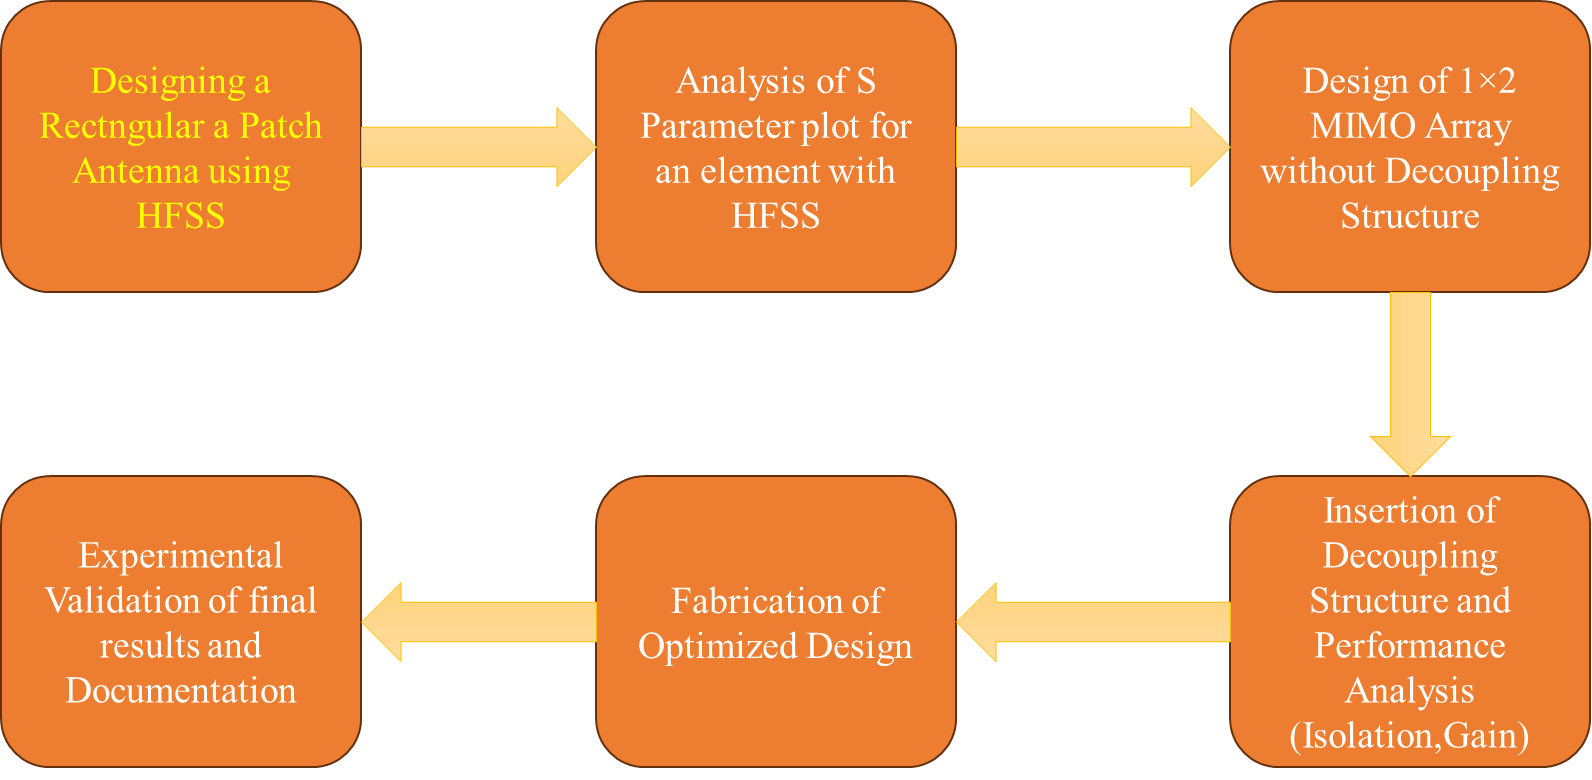 Designing a
Rectngular a Patch
Antenna using
HFSS
Analysis of S
Parameter plot for
an element with
HFSS
Design of 1×2
MIMO Array
without Decoupling
Structure
Insertion of
Decoupling
Structure and
Performance
Analysis
(Isolation,Gain)
Fabrication of
Optimized Design
Experimental
Validation of final
results and
Documentation